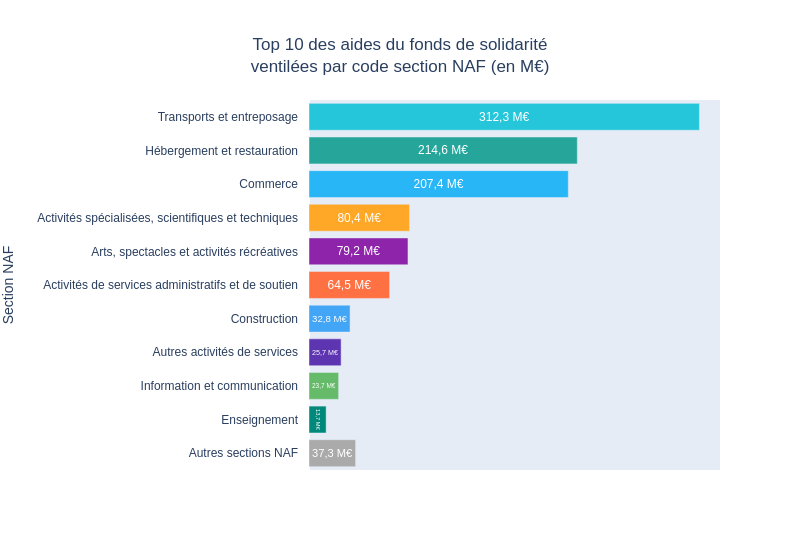 Top 10 des aides du fonds de solidarité
ventilées par code section NAF (en M€)
Section NAF
Transports et entreposage 312,3 M€
Hébergement et restauration 214,6 M€
Commerce 207,4 M€
Activités spécialisées, scientifiques et techniques 80,4 M€
Arts, spectacles et activités récréatives 79,2 M€
Activités de services administratifs et de soutien 64,5 M€
Construction 32,8 M€
Autres activités de services 25,7 M€
Information et communication 23,7 M€
Enseignement 13,7 M€
Autres sections NAF 37,3 M€